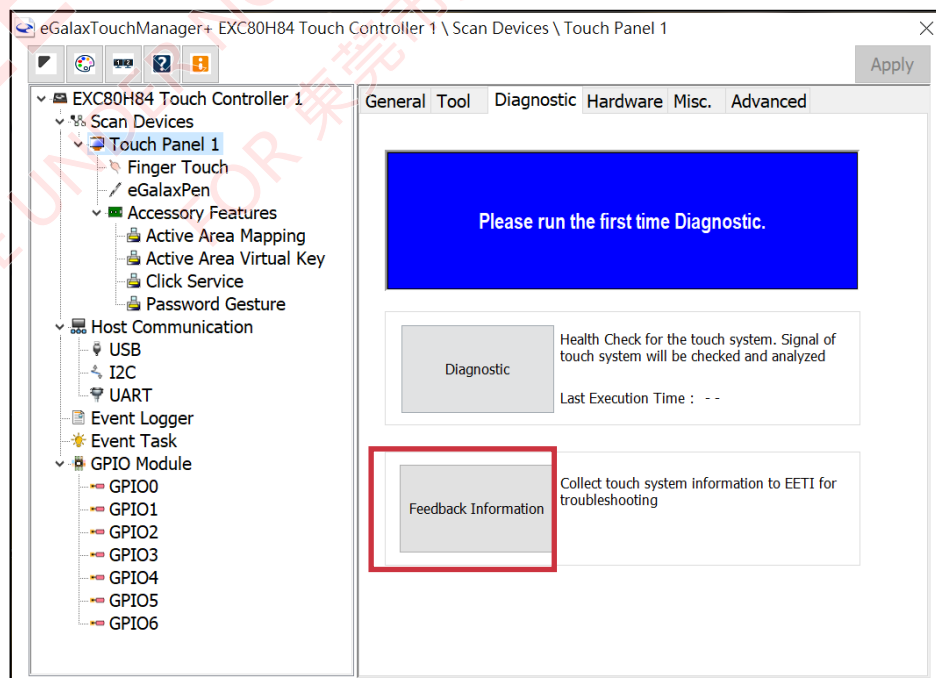 eGalaxTouchManager+ EXC80H84 Touch Controller 1 \ Scan Devices \ Touch Panel 1
Apply
EXC80H84 Touch Controller 1
Scan Devices
Touch Panel 1
Finger Touch
eGalaxPen
Accessory Features
Active Area Mapping
Active Area Virtual Key
Click Service
Password Gesture
Host Communication
USB
I2C
UART
Event Logger
Event Task
GPIO Module
GPIO0
GPIO1
GPIO2
GPIO3
GPIO4
GPIO5
GPIO6
General Tool Diagnostic Hardware Misc. Advanced
Please run the first time Diagnostic.
Diagnostic
Health Check for the touch system. Signal of
touch system will be checked and analyzed
Last Execution Time : - -
Feedback Information
Collect touch system information to EETI for
troubleshooting
UNDER
FOR 東莞市